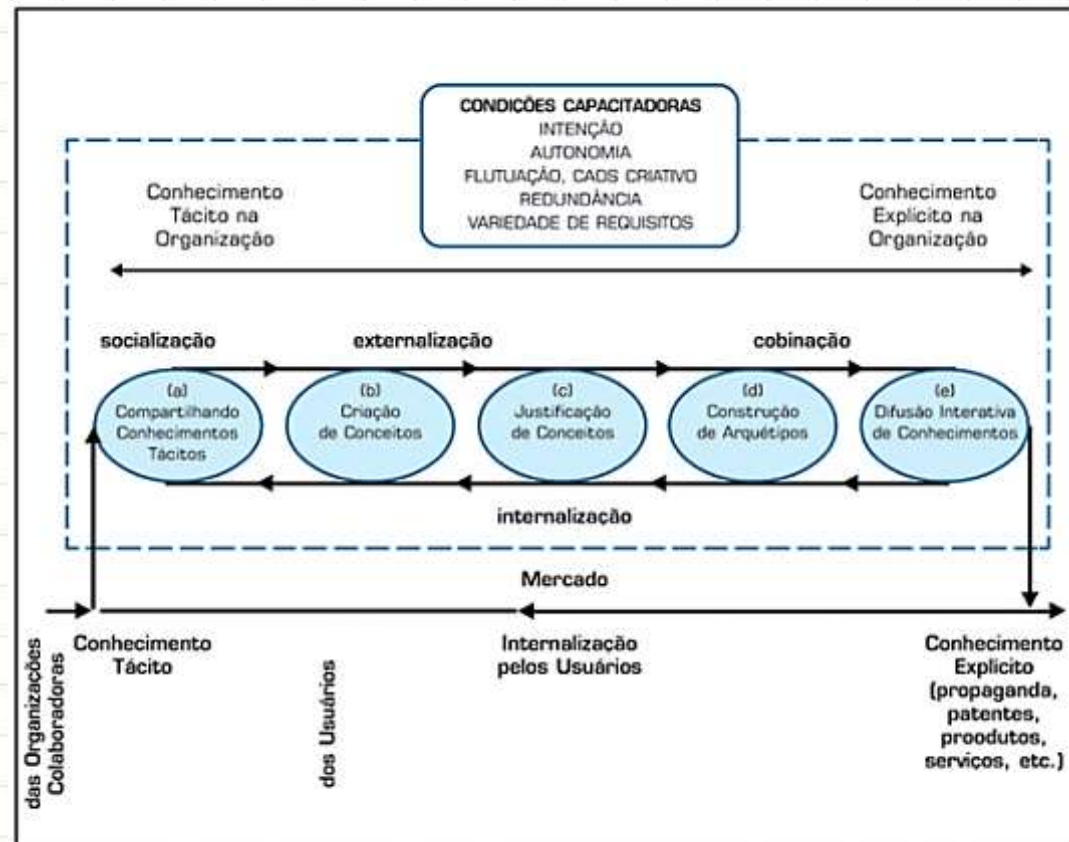 CONDIÇÕES CAPACITADORAS
INTENÇÃO
AUTONOMIA
FLUTUAÇÃO, CAOS CRIATIVO
REDUNDÂNCIA
VARIEDADE DE REQUISITOS
Conhecimento
Tácito na
Organização
Conhecimento
Explícito na
Organização
socialização
externalização
cobinação
(a)
Compartilhando
Conhecimentos
Tácitos
(b)
Criação
de Conceitos
(c)
Justificação
de Conceitos
(d)
Construção
de Arquétipos
(e)
Difusão Interativa
de Conhecimentos
internalização
Mercado
das Organizações
Colaboradoras
Conhecimento
Tácito
dos Usuários
Internalização
pelos Usuários
Conhecimento
Explícito
(propaganda,
patentes,
proodutos,
serviços, etc.)